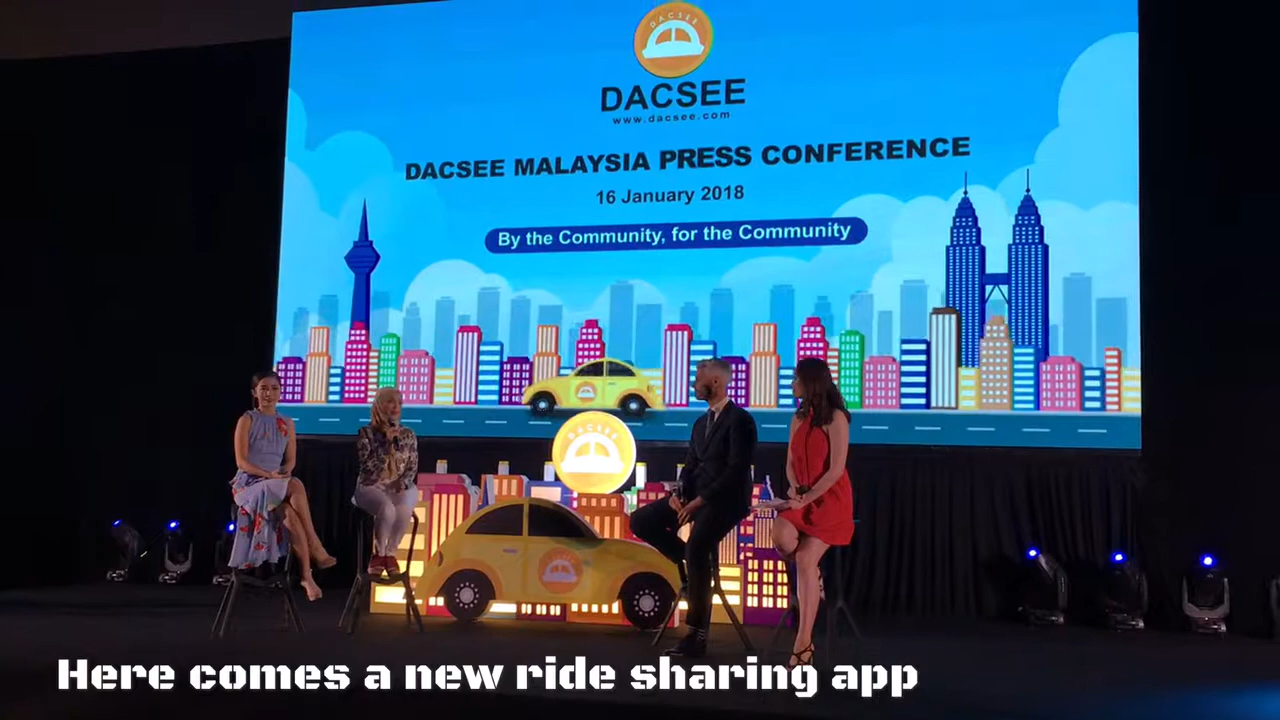 DACSEE
DACSEE
www.dacsee.com
DACSEE MALAYSIA PRESS CONFERENCE
16 January 2018
By the Community, for the Community
DACSEE
Here comes a new ride sharing app